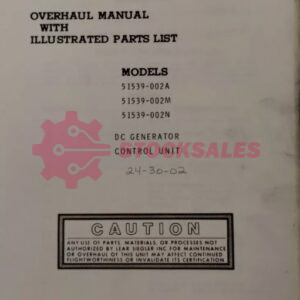 OVERHAUL MANUAL
WITH
ILLUSTRATED PARTS LIST
MODELS
51539-002A
51539-002M
51539-002N
DC GENERATOR
CONTROL UNIT
STOCKSALES
24-30-02
CAUTION
ANY USE OF PARTS, MATERIALS, OR PROCESSES NOT
AUTHORIZED BY LEAR SIEGLER INC FOR MAINTENANCE
OR OVERHAUL OF THIS UNIT MAY AFFECT CONTINUED
FLIGHTWORTHINESS OR INVALIDATE ITS CERTIFICATION.